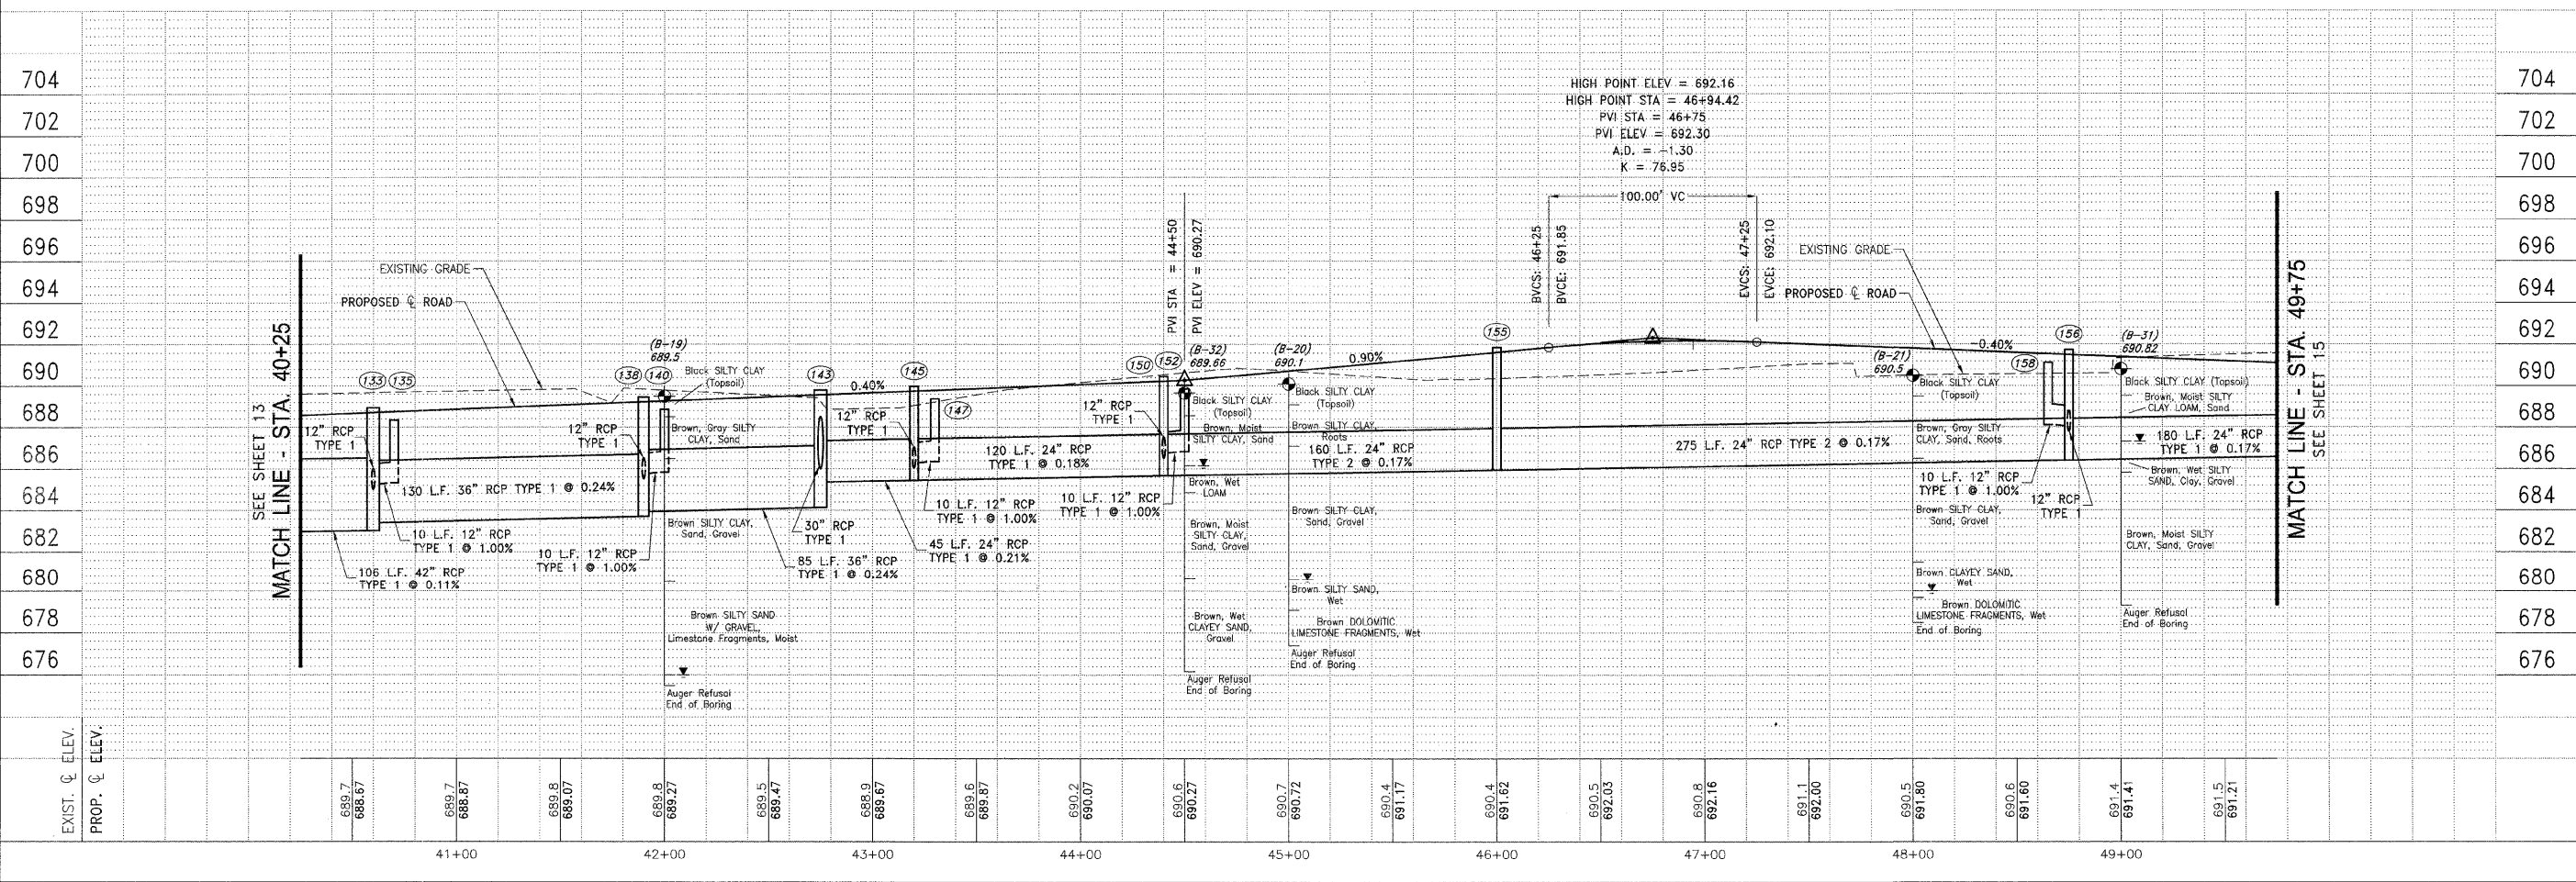 704
702
700
698
696
694
692
690
688
686
684
682
680
678
676
704
702
700
698
696
694
692
690
688
686
684
682
680
678
676
HIGH POINT ELEV = 692.16
HIGH POINT STA = 46+94.42
PVI STA = 46+75
PVI ELEV = 692.30
A.D. = -1.30
K = 76.95
100.00' VC
BVCS: 46+25
BVCE: 691.85
EVCS: 47+25
EVCE: 692.10
PVI STA = 44+50
PVI ELEV = 690.27
SEE SHEET 13
MATCH LINE - STA. 40+25
EXISTING GRADE
PROPOSED ℄ ROAD
EXISTING GRADE
PROPOSED ℄ ROAD
MATCH LINE - STA. 49+75
SEE SHEET 15
133
135
138
140
143
145
147
150
152
155
156
158
0.40%
0.90%
-0.40%
12" RCP
TYPE 1
130 L.F. 36" RCP TYPE 1 @ 0.24%
10 L.F. 12" RCP
TYPE 1 @ 1.00%
106 L.F. 42" RCP
TYPE 1 @ 0.11%
12" RCP
TYPE 1
10 L.F. 12" RCP
TYPE 1 @ 1.00%
(B-19)
689.5
Black SILTY CLAY
(Topsoil)
Brown, Gray SILTY
CLAY, Sand
Brown SILTY CLAY,
Sand, Gravel
Brown SILTY SAND
W/ GRAVEL,
Limestone Fragments, Moist
Auger Refusal
End of Boring
30" RCP
TYPE 1
85 L.F. 36" RCP
TYPE 1 @ 0.24%
12" RCP
TYPE 1
45 L.F. 24" RCP
TYPE 1 @ 0.21%
10 L.F. 12" RCP
TYPE 1 @ 1.00%
120 L.F. 24" RCP
TYPE 1 @ 0.18%
12" RCP
TYPE 1
10 L.F. 12" RCP
TYPE 1 @ 1.00%
(B-32)
689.66
Black SILTY CLAY
(Topsoil)
Brown, Moist
SILTY CLAY, Sand
Brown, Wet
LOAM
Brown, Moist
SILTY CLAY,
Sand, Gravel
Brown, Wet
CLAYEY SAND,
Gravel
Auger Refusal
End of Boring
(B-20)
690.1
Black SILTY CLAY
(Topsoil)
Brown SILTY CLAY,
Roots
160 L.F. 24" RCP
TYPE 2 @ 0.17%
Brown SILTY CLAY,
Sand, Gravel
Brown SILTY SAND,
Wet
Brown DOLOMITIC
LIMESTONE FRAGMENTS, Wet
Auger Refusal
End of Boring
275 L.F. 24" RCP TYPE 2 @ 0.17%
(B-21)
690.5
Black SILTY CLAY
(Topsoil)
Brown, Gray SILTY
CLAY, Sand, Roots
Brown SILTY CLAY,
Sand, Gravel
Brown CLAYEY SAND,
Wet
Brown DOLOMITIC
LIMESTONE FRAGMENTS, Wet
End of Boring
10 L.F. 12" RCP
TYPE 1 @ 1.00%
12" RCP
TYPE 1
(B-31)
690.82
Black SILTY CLAY (Topsoil)
Brown, Moist SILTY
CLAY LOAM, Sand
180 L.F. 24" RCP
TYPE 1 @ 0.17%
Brown, Wet SILTY
SAND, Clay, Gravel
Brown, Moist SILTY
CLAY, Sand, Gravel
Auger Refusal
End of Boring
EXIST. ℄ ELEV.
PROP. ℄ ELEV.
689.7
688.67
689.7
688.87
689.8
689.07
689.8
689.27
689.5
689.47
688.9
689.67
689.6
689.87
690.2
690.07
690.6
690.27
690.7
690.72
690.4
691.17
690.4
691.62
690.5
692.03
690.8
692.16
691.1
692.00
690.5
691.80
690.6
691.60
691.4
691.41
691.5
691.21
41+00
42+00
43+00
44+00
45+00
46+00
47+00
48+00
49+00